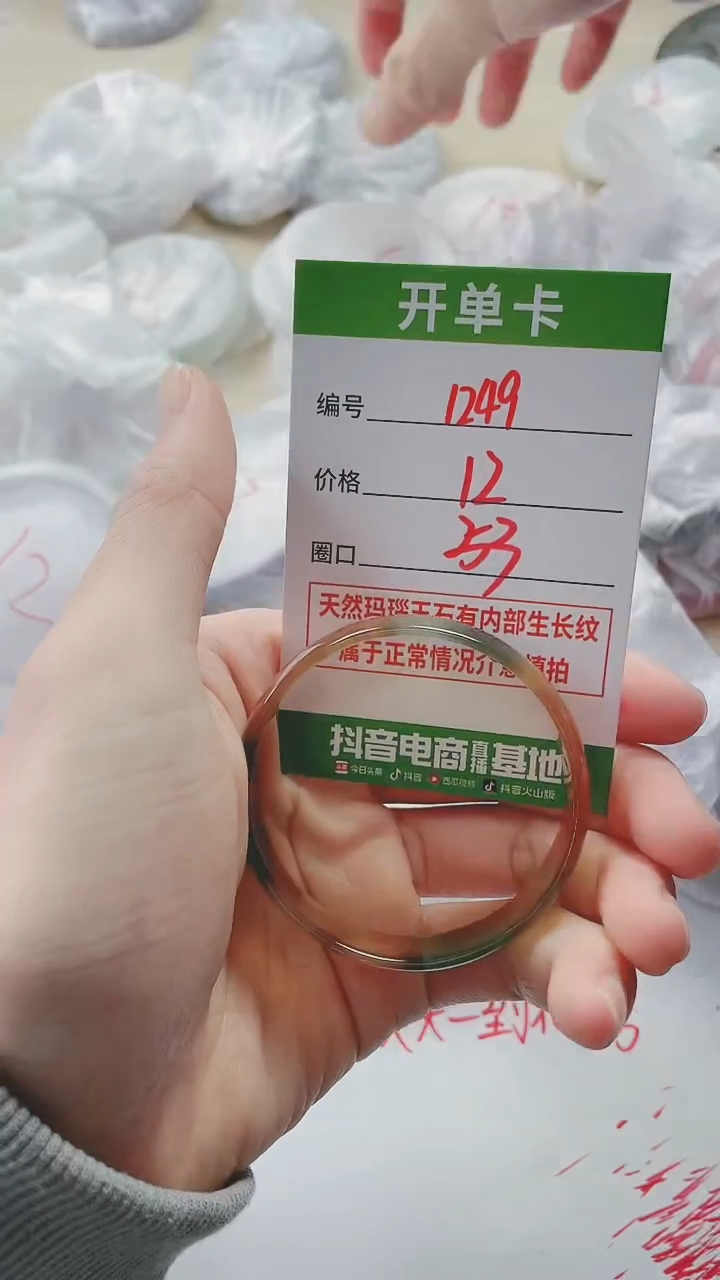 开单卡
编号 1249
价格 12
圈口 53
天然玛瑙玉石有内部生长纹
属于正常情况介意慎拍
抖音电商直播基地
今日头条 抖音 西瓜视频 抖音火山版
12